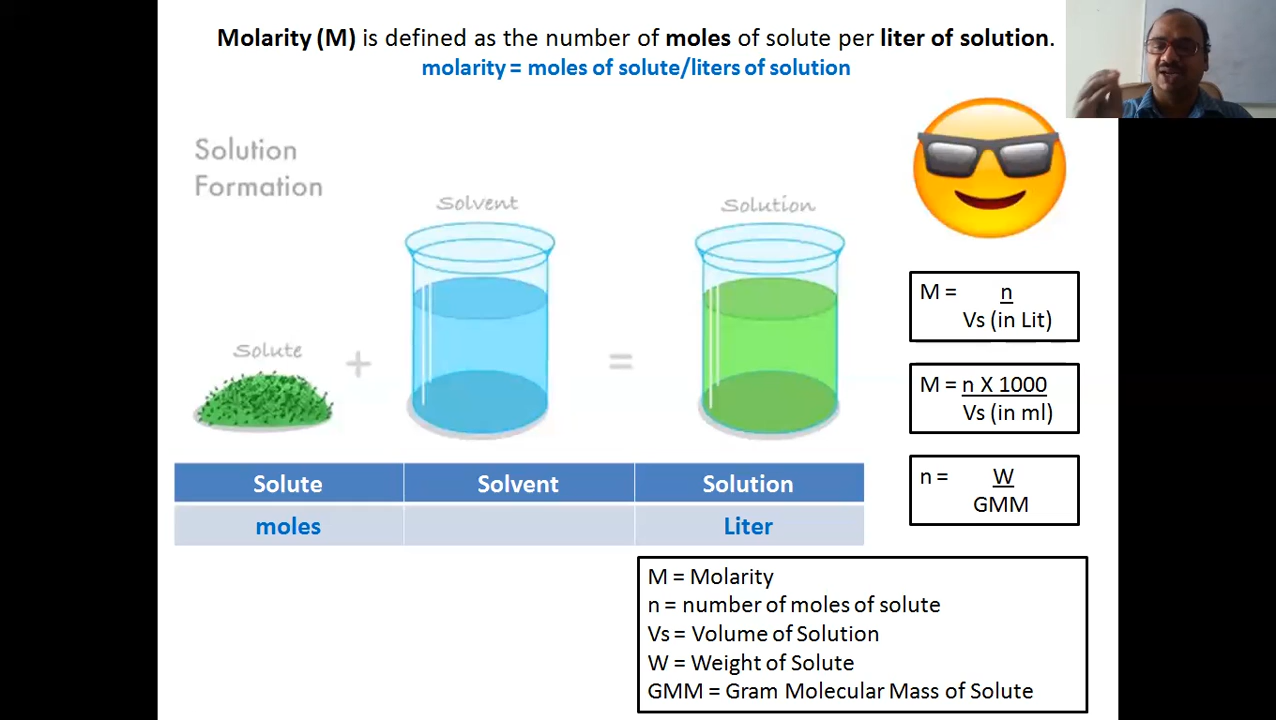 Molarity (M) is defined as the number of moles of solute per liter of solution.
molarity = moles of solute/liters of solution
Solution
Formation
Solvent
Solution
Solute
+
=
M = n
Vs (in Lit)
M = n X 1000
Vs (in ml)
n = W
GMM
Solute Solvent Solution
moles Liter
M = Molarity
n = number of moles of solute
Vs = Volume of Solution
W = Weight of Solute
GMM = Gram Molecular Mass of Solute